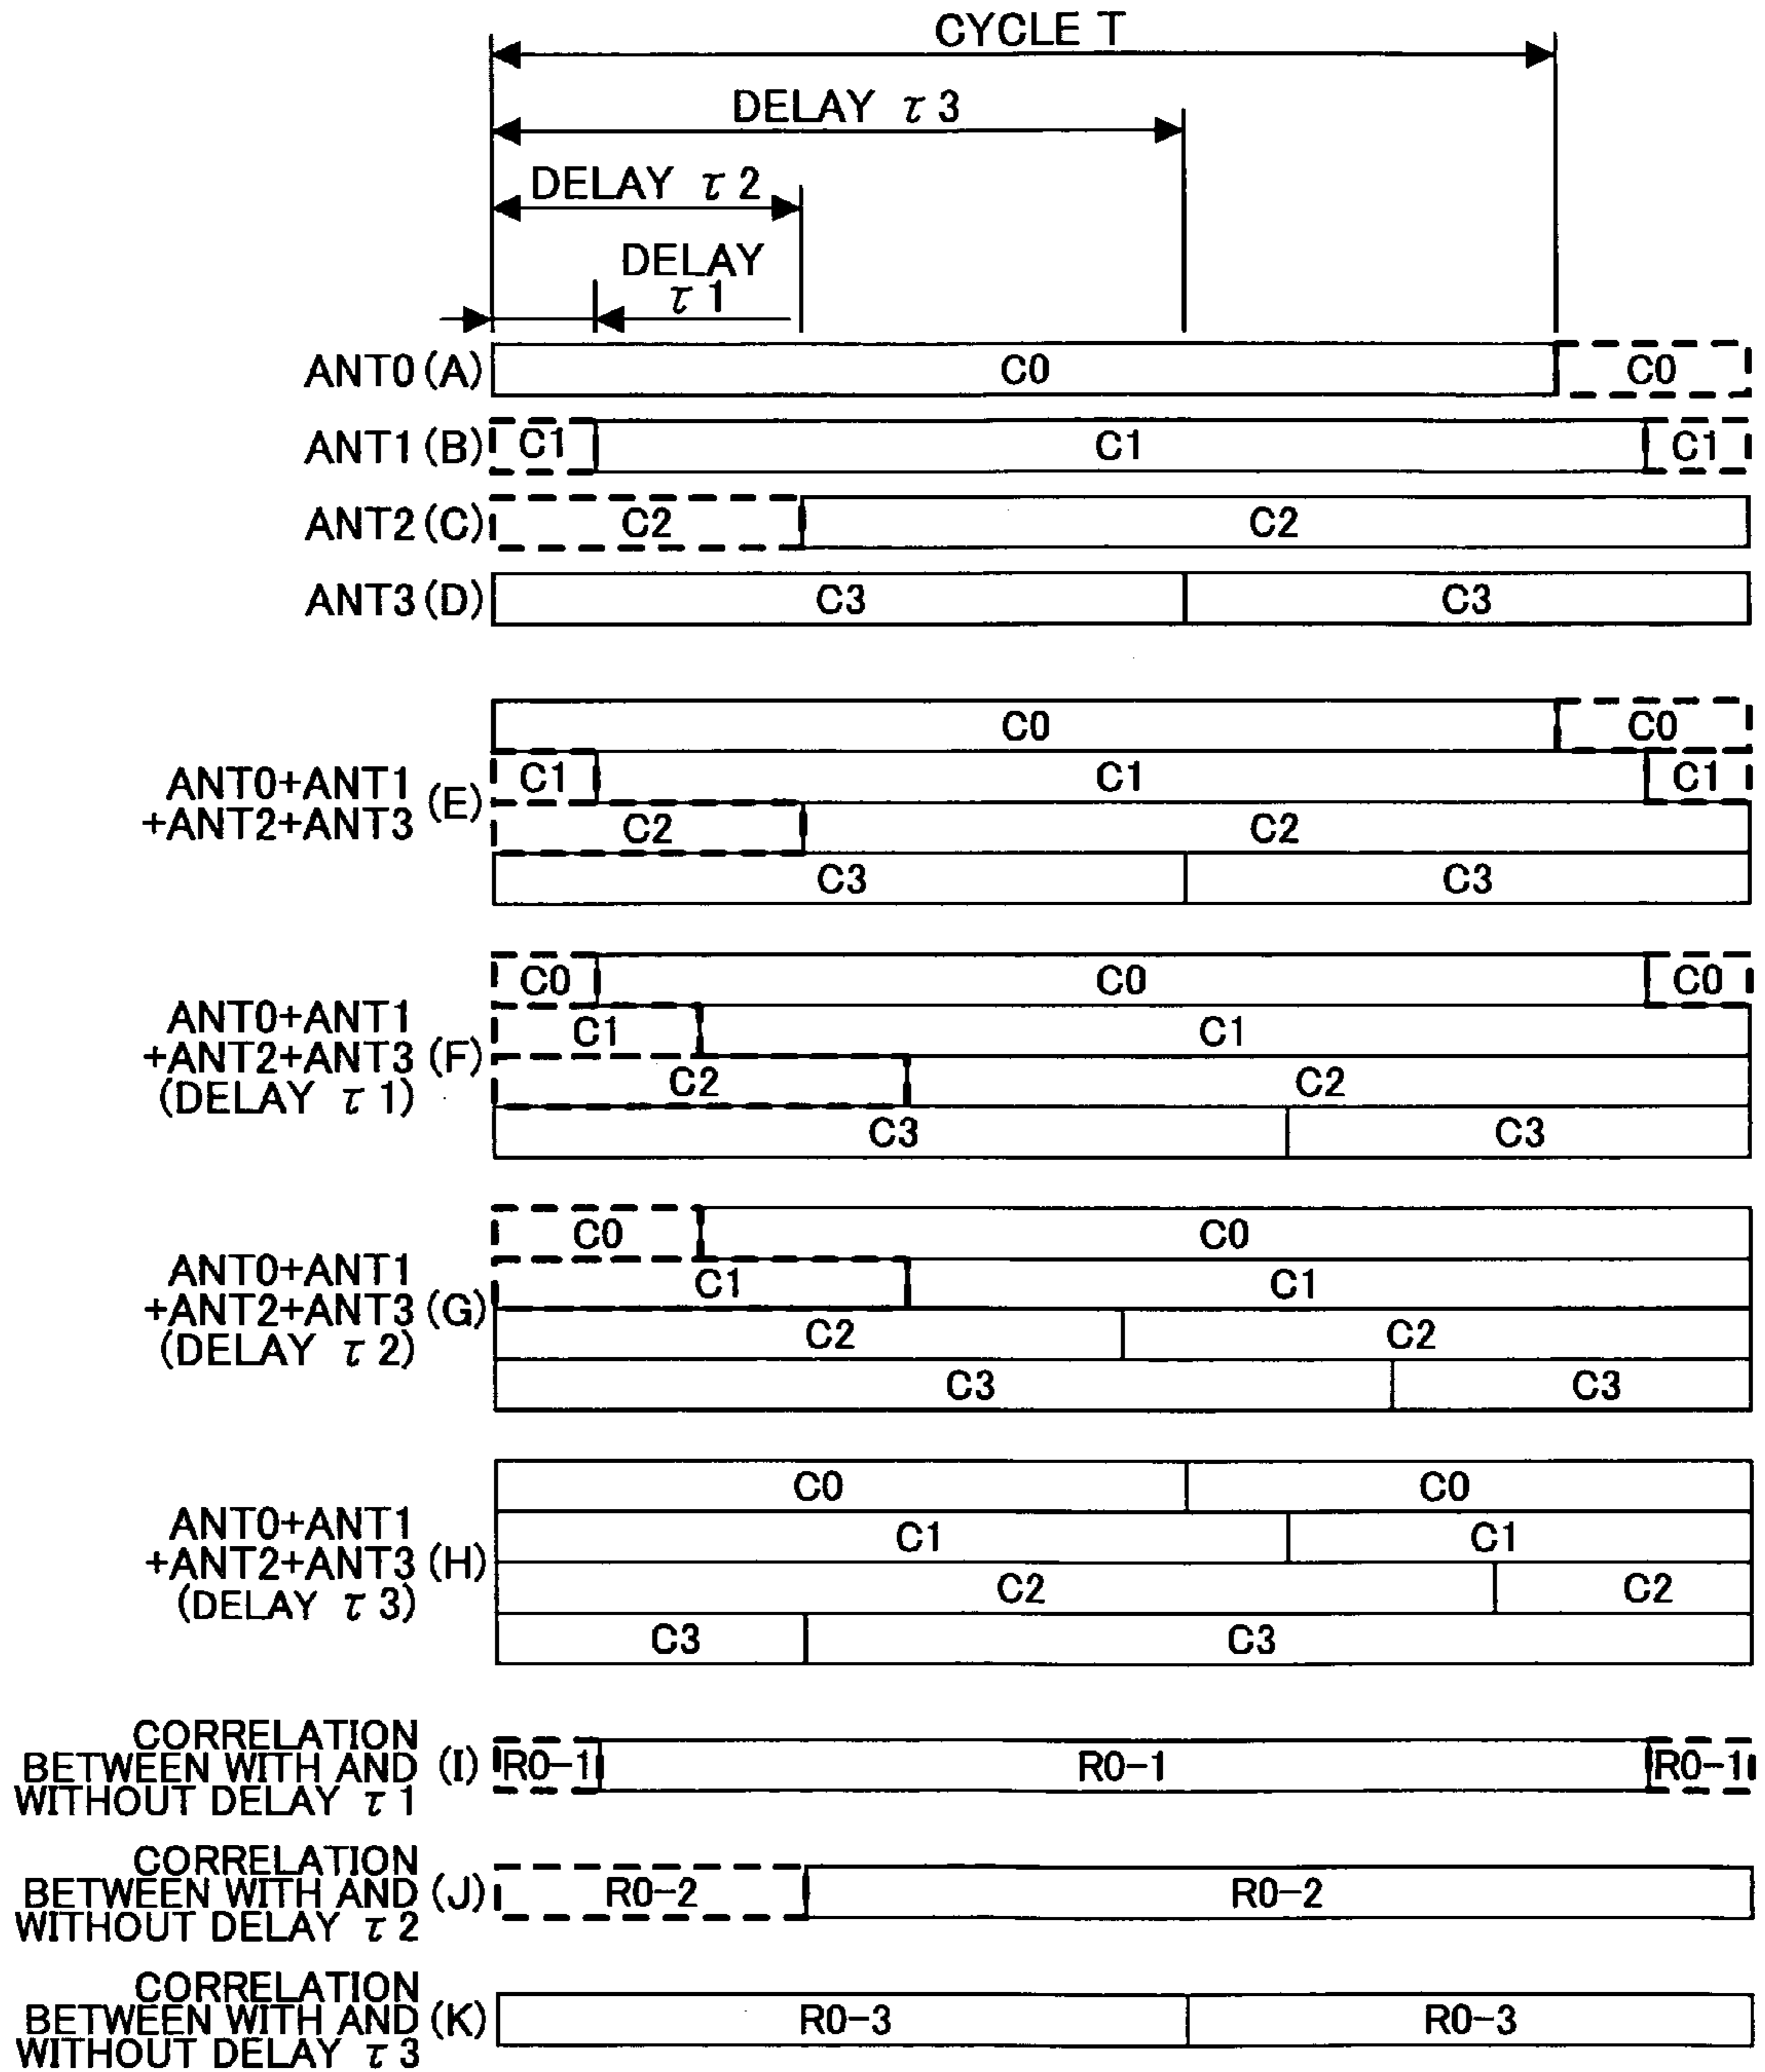 CYCLE T
DELAY τ 3
DELAY τ 2
DELAY
τ 1
ANT0 (A) C0 C0
ANT1 (B) C1 C1 C1
ANT2 (C) C2 C2
ANT3 (D) C3 C3
ANT0+ANT1
+ANT2+ANT3 (E)
C0 C0
C1 C1 C1
C2 C2
C3 C3
ANT0+ANT1
+ANT2+ANT3 (F)
(DELAY τ 1)
C0 C0 C0
C1 C1
C2 C2
C3 C3
ANT0+ANT1
+ANT2+ANT3 (G)
(DELAY τ 2)
C0 C0
C1 C1
C2 C2
C3 C3
ANT0+ANT1
+ANT2+ANT3 (H)
(DELAY τ 3)
C0 C0
C1 C1
C2 C2
C3 C3
CORRELATION
BETWEEN WITH AND (I) R0-1 R0-1 R0-1
WITHOUT DELAY τ 1
CORRELATION
BETWEEN WITH AND (J) R0-2 R0-2
WITHOUT DELAY τ 2
CORRELATION
BETWEEN WITH AND (K) R0-3 R0-3
WITHOUT DELAY τ 3